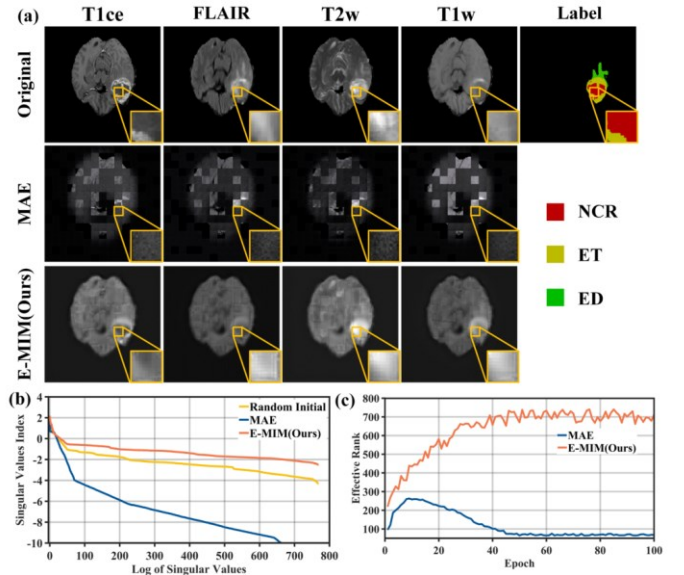 (a) T1ce FLAIR T2w T1w Label
Original
MAE
E-MIM(Ours)
NCR
ET
ED
(b)
4
2
0
-2
-4
-6
-8
-10
Singular Values Index
Random Initial
MAE
E-MIM(Ours)
0 100 200 300 400 500 600 700 800
Log of Singular Values
(c)
800
700
600
500
400
300
200
100
0
Effective Rank
MAE
E-MIM(Ours)
0 20 40 60 80 100
Epoch